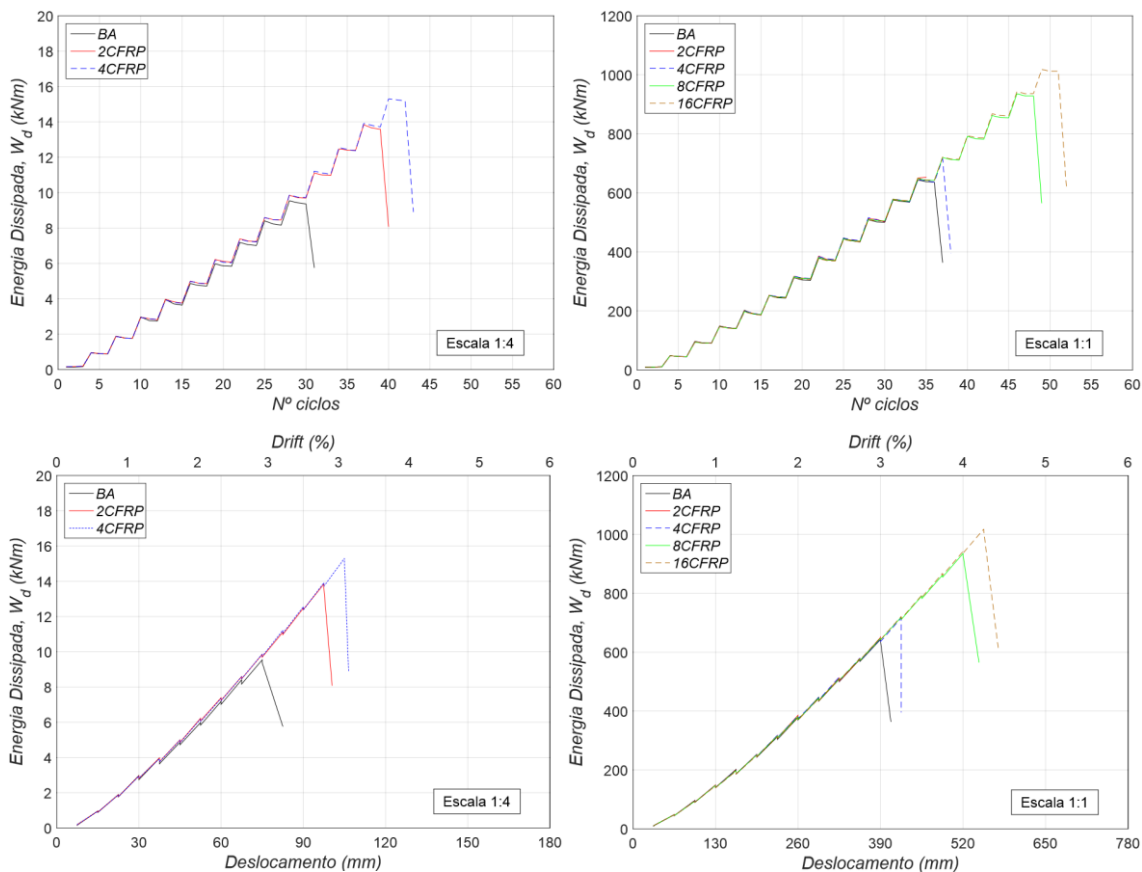 Energia Dissipada, W_d (kNm)
20
18
16
14
12
10
8
6
4
2
0
BA
2CFRP
4CFRP
Escala 1:4
0 5 10 15 20 25 30 35 40 45 50 55 60
Nº ciclos
Energia Dissipada, W_d (kNm)
1200
1000
800
600
400
200
0
BA
2CFRP
4CFRP
8CFRP
16CFRP
Escala 1:1
0 5 10 15 20 25 30 35 40 45 50 55 60
Nº ciclos
Drift (%)
0 1 2 3 3 5 6
Energia Dissipada, W_d (kNm)
20
18
16
14
12
10
8
6
4
2
0
BA
2CFRP
4CFRP
Escala 1:4
0 30 60 90 120 150 180
Deslocamento (mm)
Drift (%)
0 1 2 3 4 5 6
Energia Dissipada, W_d (kNm)
1200
1000
800
600
400
200
0
BA
2CFRP
4CFRP
8CFRP
16CFRP
Escala 1:1
0 130 260 390 520 650 780
Deslocamento (mm)